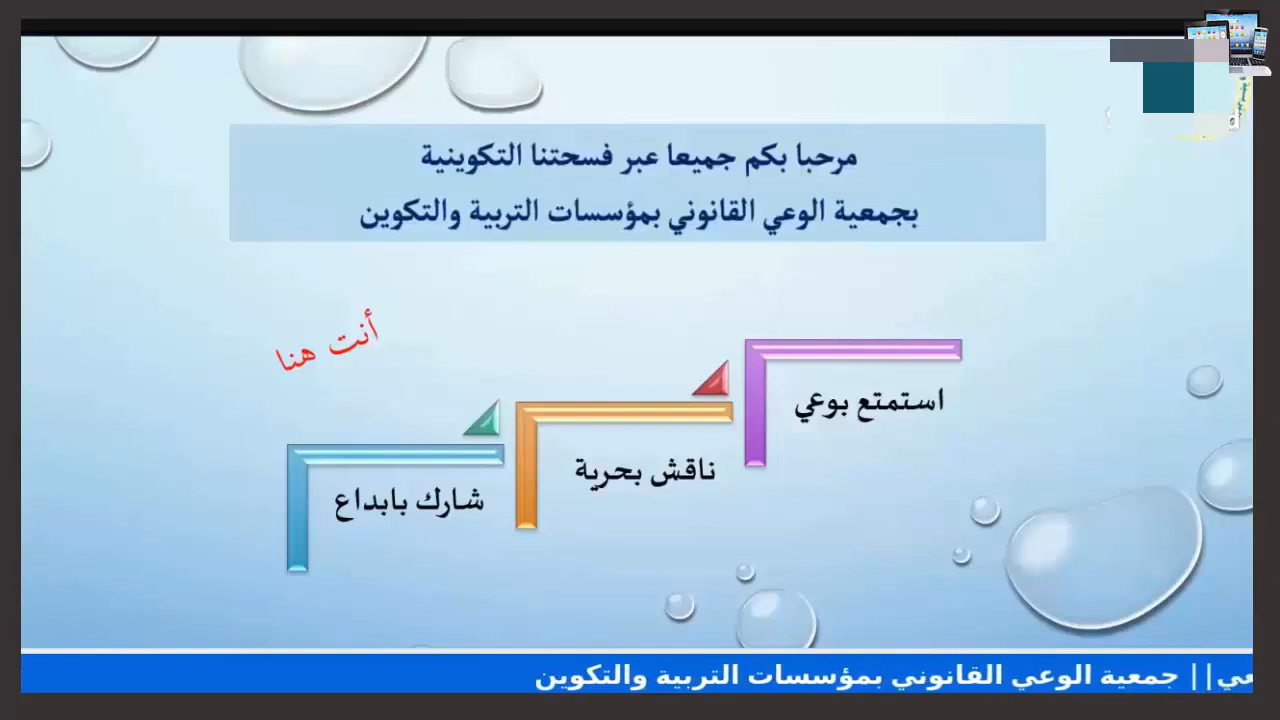 مرحبا بكم جميعا عبر فسحتنا التكوينية
بجمعية الوعي القانوني بمؤسسات التربية والتكوين
أنت هنا
استمتع بوعي
ناقش بحرية
شارك بابداع
|| جمعية الوعي القانوني بمؤسسات التربية والتكوين